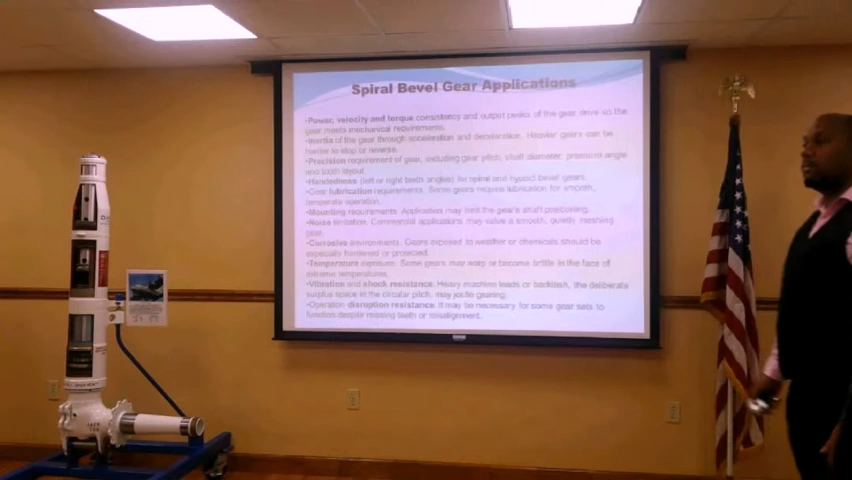 Spiral Bevel Gear Applications
•Power, velocity and torque consistency and output peaks of the gear drive so the
gear meets mechanical requirements.
•Inertia of the gear through acceleration and deceleration. Heavier gears can be
harder to stop or reverse.
•Precision requirement of gear, including gear pitch, shaft diameter, pressure angle
and tooth layout.
•Handedness (left or right teeth angles) for spiral and hypoid bevel gears.
•Gear lubrication requirements. Some gears require lubrication for smooth,
temperate operation.
•Mounting requirements. Application may limit the gear's shaft positioning.
•Noise limitation. Commercial applications may value a smooth, quietly meshing
gear.
•Corrosive environments. Gears exposed to weather or chemicals should be
especially hardened or protected.
•Temperature exposure. Some gears may warp or become brittle in the face of
extreme temperatures.
•Vibration and shock resistance. Heavy machine loads or backlash, the deliberate
surplus space in the circular pitch, may jostle gearing.
•Operation disruption resistance. It may be necessary for some gear sets to
function despite missing teeth or misalignment.